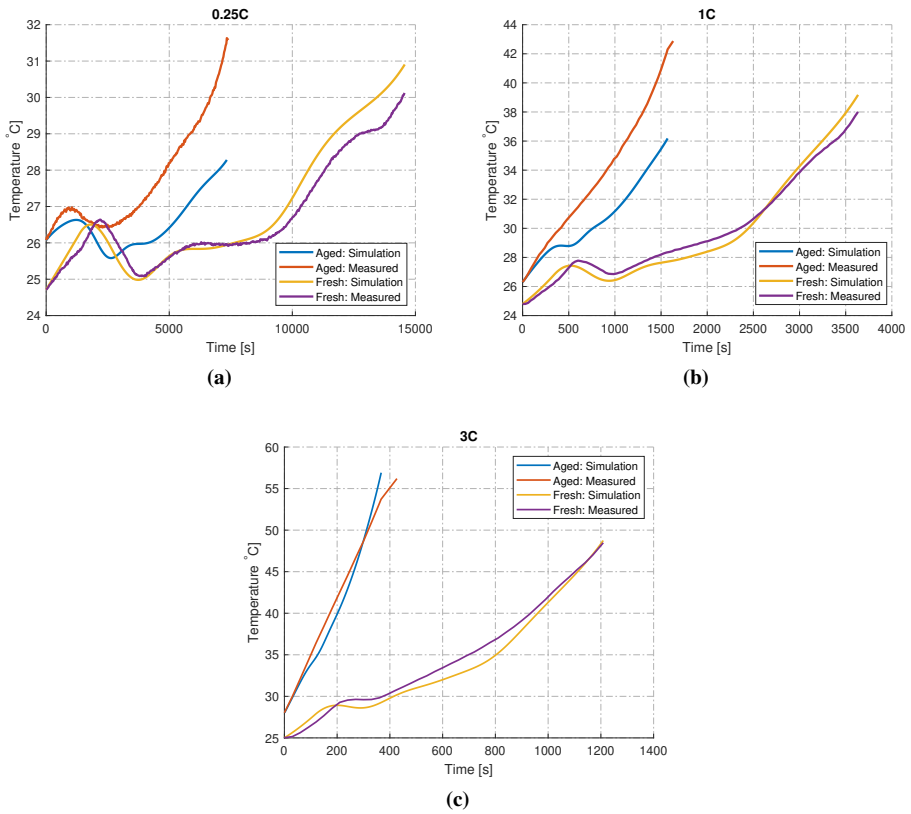 0.25C
Temperature °C
32
31
30
29
28
27
26
25
24
0
5000
10000
15000
Time [s]
Aged: Simulation
Aged: Measured
Fresh: Simulation
Fresh: Measured
(a)
1C
Temperature °C
44
42
40
38
36
34
32
30
28
26
24
0
500
1000
1500
2000
2500
3000
3500
4000
Time [s]
Aged: Simulation
Aged: Measured
Fresh: Simulation
Fresh: Measured
(b)
3C
Temperature °C
60
55
50
45
40
35
30
25
0
200
400
600
800
1000
1200
1400
Time [s]
Aged: Simulation
Aged: Measured
Fresh: Simulation
Fresh: Measured
(c)